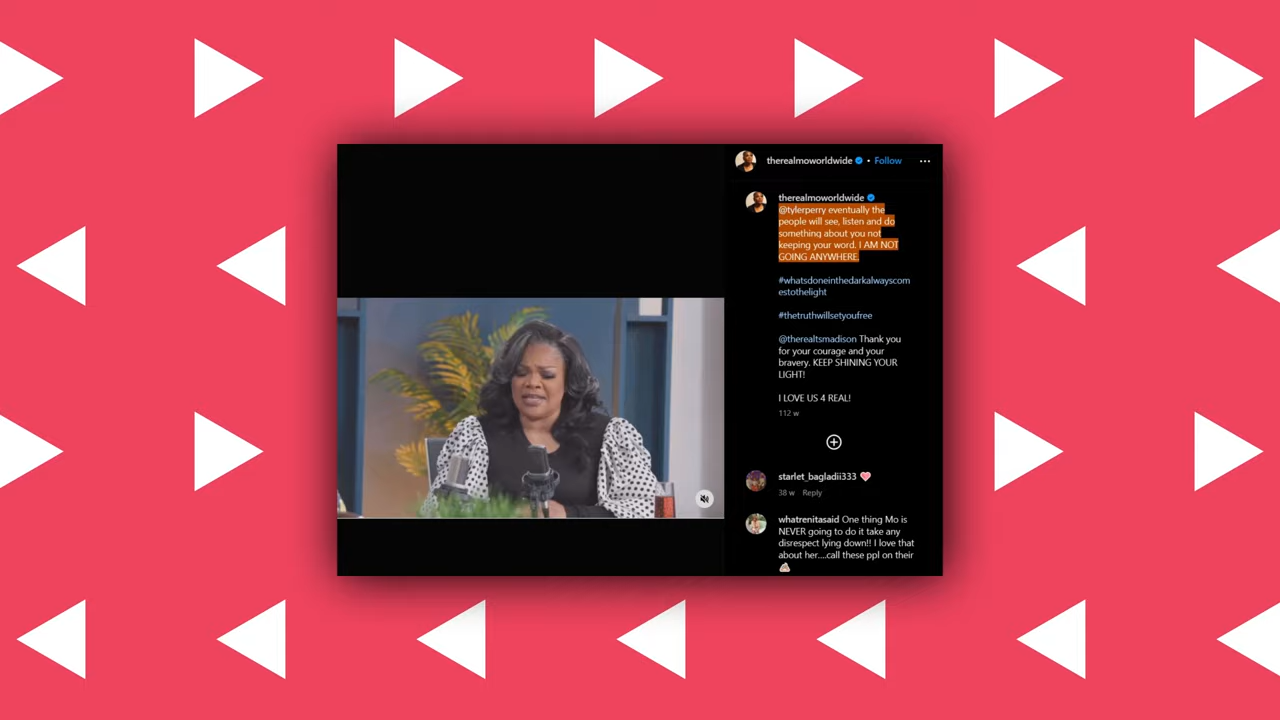 therealmoworldwide • Follow
therealmoworldwide
@tylerperry eventually the
people will see, listen and do
something about you not
keeping your word. I AM NOT
GOING ANYWHERE.
#whatsdoneinthedarkalwayscom
estothelight
#thetruthwillsetyoufree
@therealtsmadison Thank you
for your courage and your
bravery. KEEP SHINING YOUR
LIGHT!
I LOVE US 4 REAL!
112 w
starlet_bagladii333
38 w Reply
whatrenitasaid One thing Mo is
NEVER going to do it take any
disrespect lying down!! I love that
about her....call these ppl on their